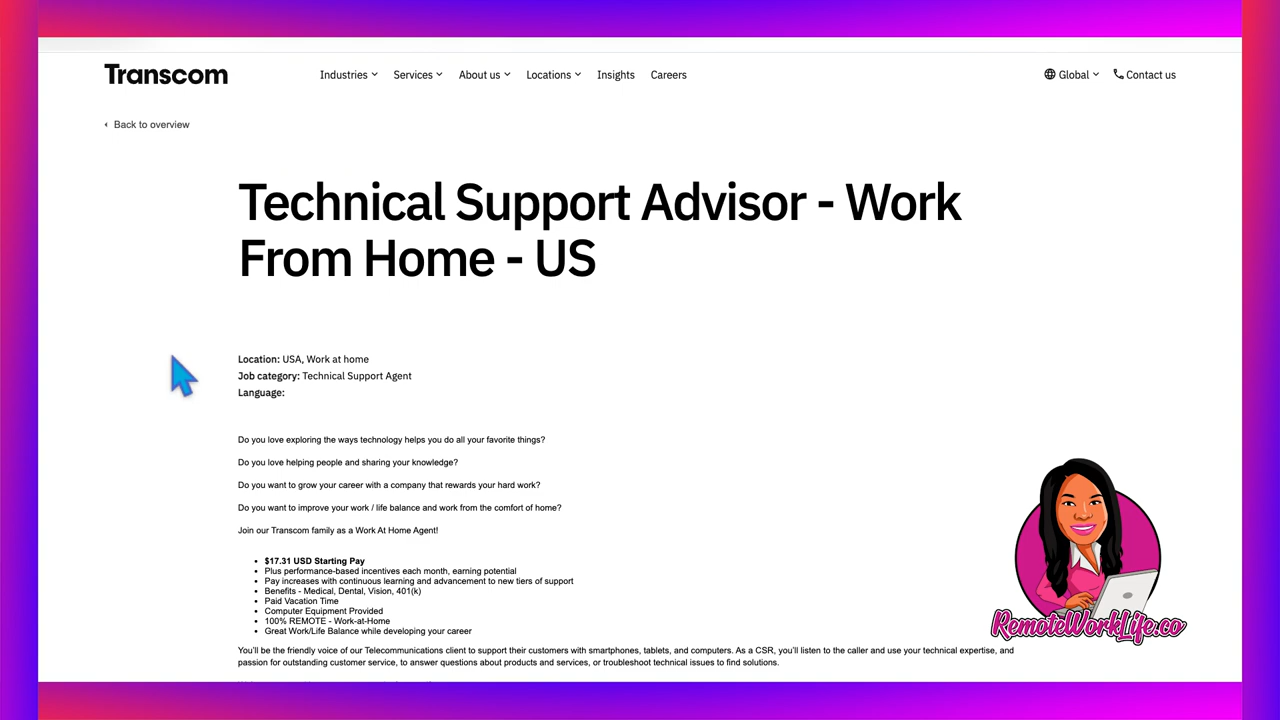 Transcom
Industries
Services
About us
Locations
Insights
Careers
Global
Contact us
Back to overview
Technical Support Advisor - Work
From Home - US
Location: USA, Work at home
Job category: Technical Support Agent
Language:
Do you love exploring the ways technology helps you do all your favorite things?
Do you love helping people and sharing your knowledge?
Do you want to grow your career with a company that rewards your hard work?
Do you want to improve your work / life balance and work from the comfort of home?
Join our Transcom family as a Work At Home Agent!
• $17.31 USD Starting Pay
• Plus performance-based incentives each month, earning potential
• Pay increases with continuous learning and advancement to new tiers of support
• Benefits - Medical, Dental, Vision, 401(k)
• Paid Vacation Time
• Computer Equipment Provided
• 100% REMOTE - Work-at-Home
• Great Work/Life Balance while developing your career
RemoteWorkLife.co
You'll be the friendly voice of our Telecommunications client to support their customers with smartphones, tablets, and computers. As a CSR, you'll listen to the caller and use your technical expertise, and
passion for outstanding customer service, to answer questions about products and services, or troubleshoot technical issues to find solutions.